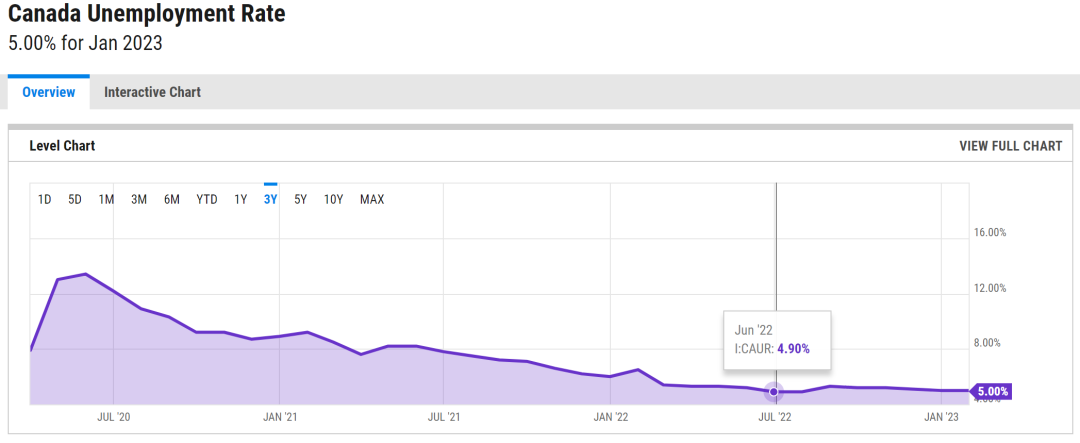 Canada Unemployment Rate
5.00% for Jan 2023
Overview Interactive Chart
Level Chart VIEW FULL CHART
1D 5D 1M 3M 6M YTD 1Y 3Y 5Y 10Y MAX
16.00%
12.00%
Jun '22
I:CAUR: 4.90%
8.00%
5.00%
JUL '20 JAN '21 JUL '21 JAN '22 JUL '22 JAN '23